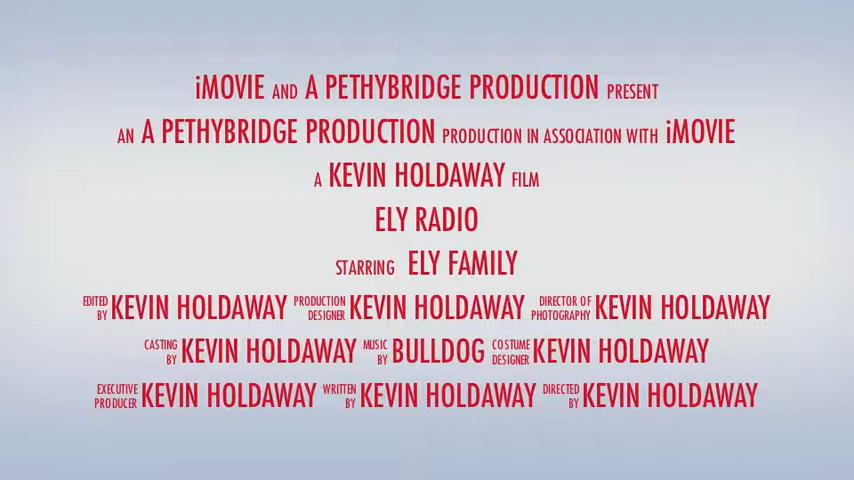 iMOVIE AND A PETHYBRIDGE PRODUCTION PRESENT
AN A PETHYBRIDGE PRODUCTION PRODUCTION IN ASSOCIATION WITH iMOVIE
A KEVIN HOLDAWAY FILM
ELY RADIO
STARRING ELY FAMILY
EDITED BY KEVIN HOLDAWAY PRODUCTION DESIGNER KEVIN HOLDAWAY DIRECTOR OF PHOTOGRAPHY KEVIN HOLDAWAY
CASTING BY KEVIN HOLDAWAY MUSIC BY BULLDOG COSTUME DESIGNER KEVIN HOLDAWAY
EXECUTIVE PRODUCER KEVIN HOLDAWAY WRITTEN BY KEVIN HOLDAWAY DIRECTED BY KEVIN HOLDAWAY